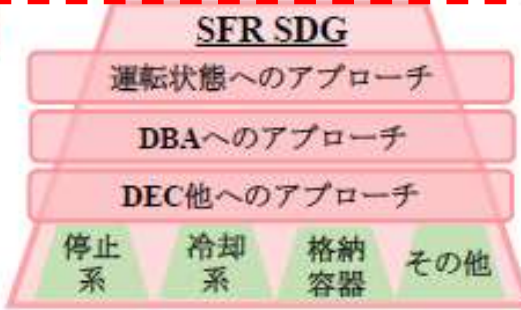 SFR SDG
運転状態へのアプローチ
DBAへのアプローチ
DEC他へのアプローチ
停止
系
冷却
系
格納
容器
その他